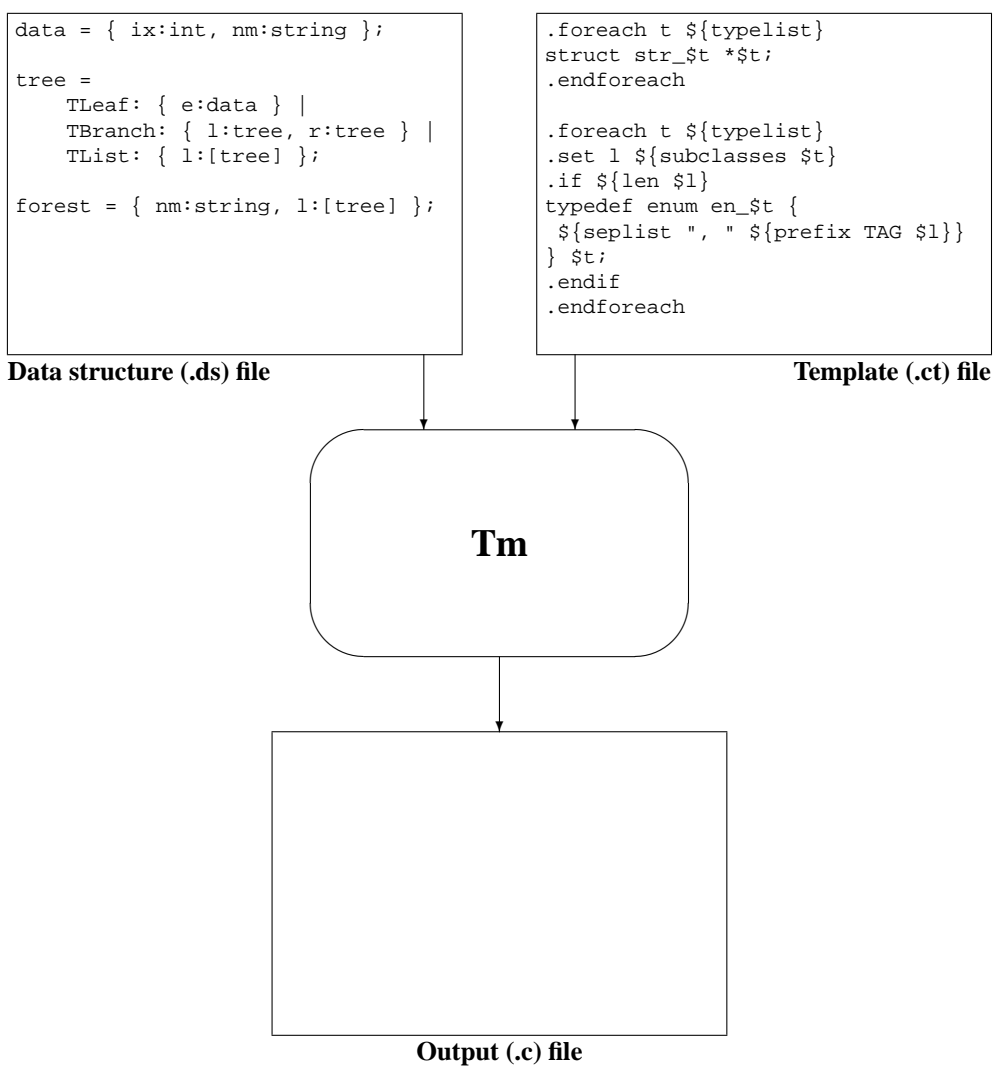 data = { ix:int, nm:string };
tree =
    TLeaf: { e:data } |
    TBranch: { l:tree, r:tree } |
    TList: { l:[tree] };
forest = { nm:string, l:[tree] };
Data structure (.ds) file
.foreach t ${typelist}
struct str_$t *$t;
.endforeach
.foreach t ${typelist}
.set l ${subclasses $t}
.if ${len $l}
typedef enum en_$t {
 ${seplist ", " ${prefix TAG $l}}
} $t;
.endif
.endforeach
Template (.ct) file
Tm
Output (.c) file